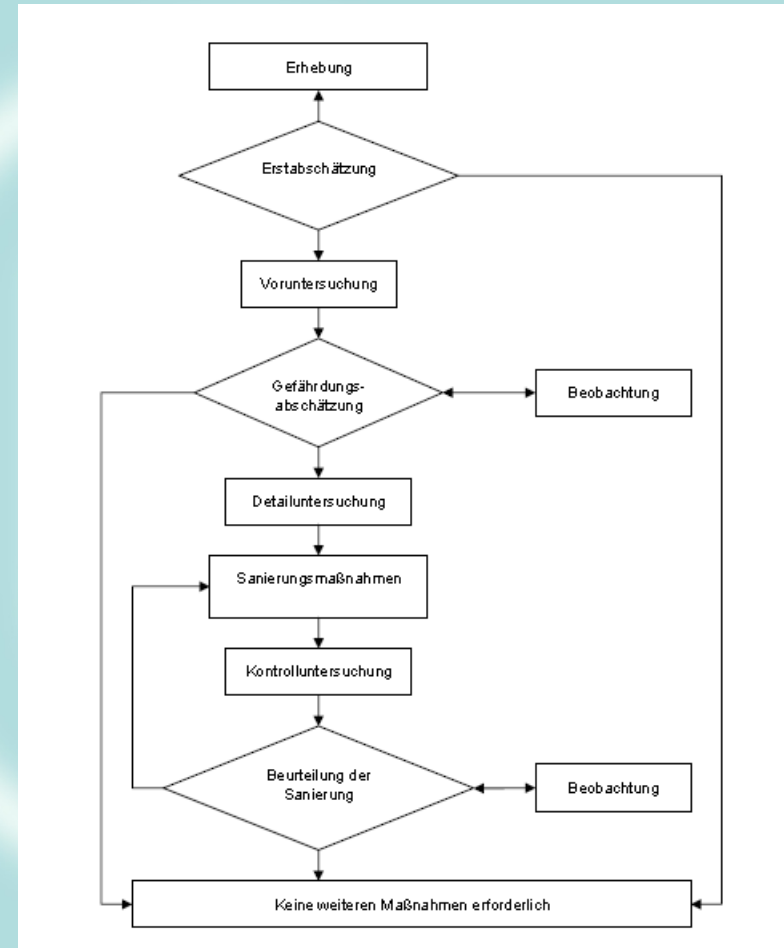 Erhebung
Erstabschätzung
Voruntersuchung
Gefährdungs-
abschätzung
Beobachtung
Detailuntersuchung
Sanierungsmaßnahmen
Kontrolluntersuchung
Beurteilung der
Sanierung
Beobachtung
Keine weiteren Maßnahmen erforderlich